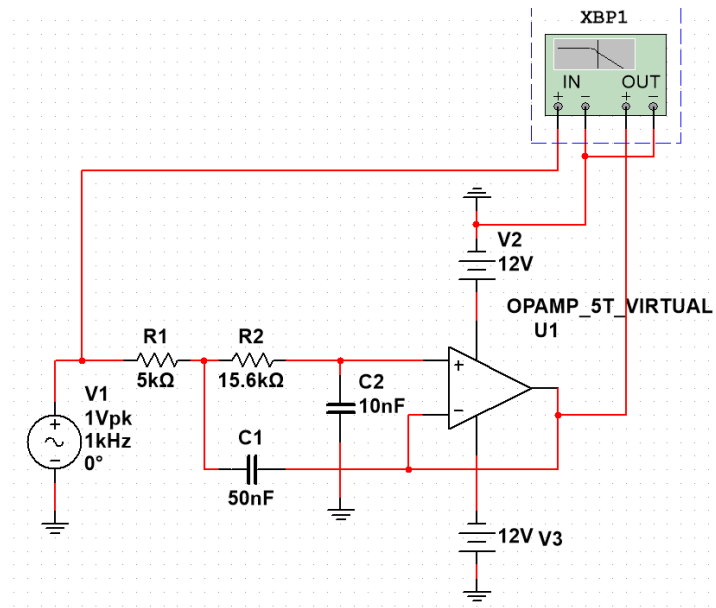 XBP1
IN OUT
+ − + −
V2
12V
OPAMP_5T_VIRTUAL
U1
R1
5kΩ
R2
15.6kΩ
C2
10nF
+
−
V1
1Vpk
1kHz
0°
+
−
C1
50nF
12V V3